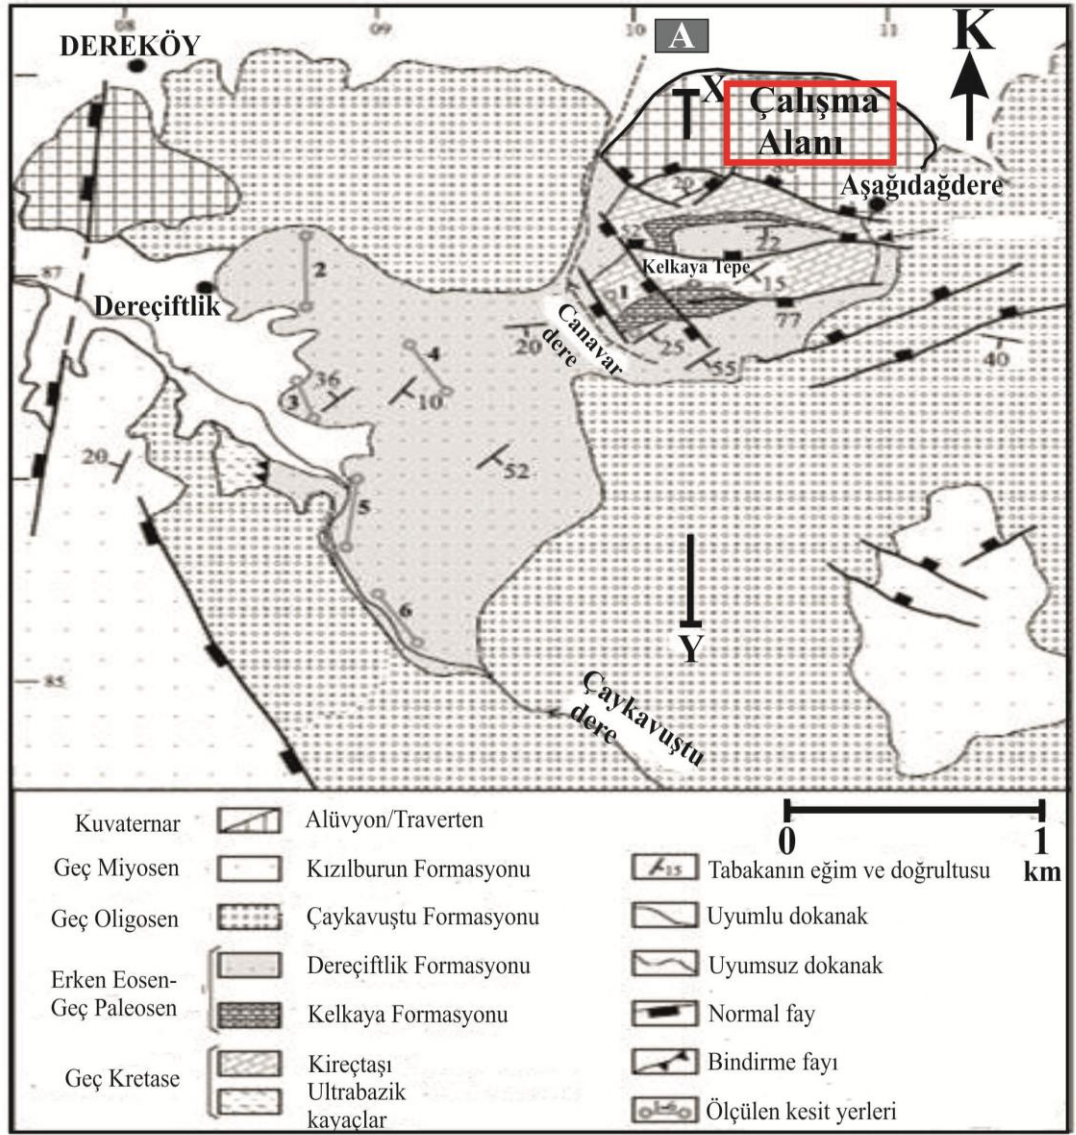 08
09
10
11
A
K
DEREKÖY
X
Çalışma
Alanı
Aşağıdağdere
20
52
22
Kelkaya Tepe
15
1
87
2
Dereçiftlik
77
Canavar
dere
20
25
55
40
4
36
3
10
20
52
5
6
Y
85
Çaykavuştu
dere
Kuvaternar
Alüvyon/Traverten
0
1
km
Geç Miyosen
Kızılburun Formasyonu
15
Tabakanın eğim ve doğrultusu
Geç Oligosen
Çaykavuştu Formasyonu
Uyumlu dokanak
Erken Eosen-
Geç Paleosen
Dereçiftlik Formasyonu
Uyumsuz dokanak
Kelkaya Formasyonu
Normal fay
Geç Kretase
Kireçtaşı
Bindirme fayı
Ultrabazik
kayaçlar
1-6
Ölçülen kesit yerleri